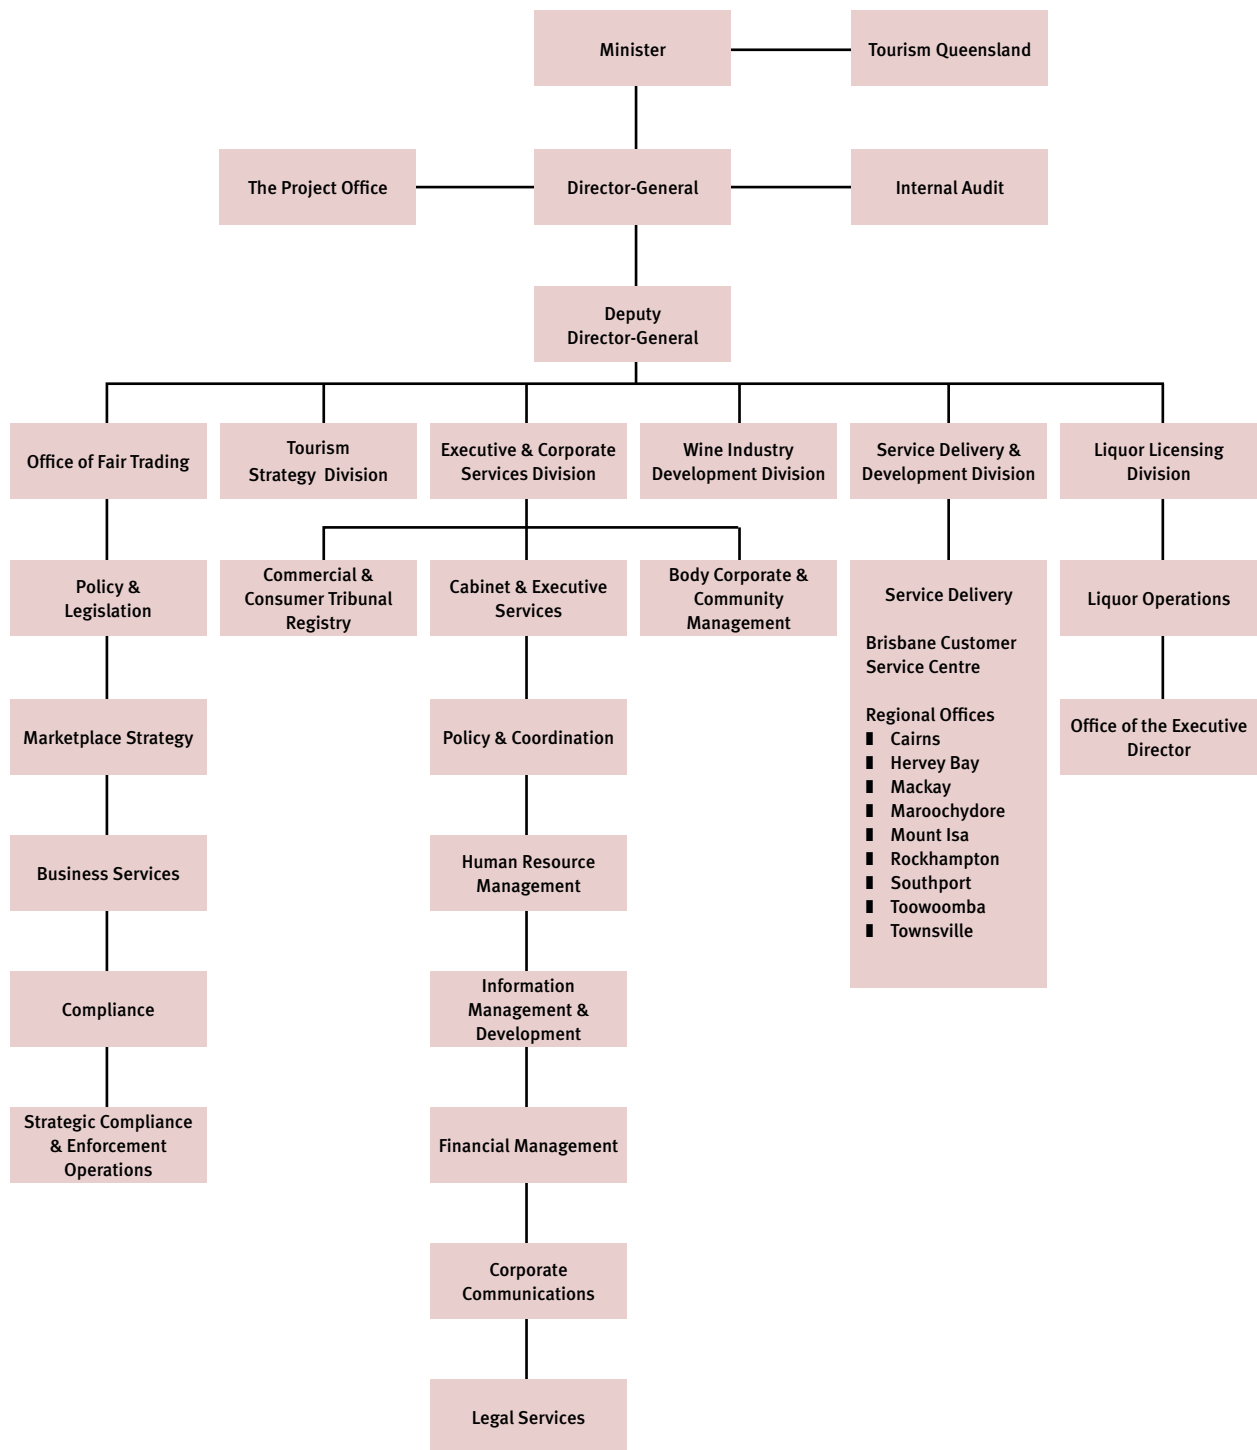 Minister
Tourism Queensland
The Project Office
Director-General
Internal Audit
Deputy
Director-General
Office of Fair Trading
Tourism
Strategy Division
Executive & Corporate
Services Division
Wine Industry
Development Division
Service Delivery &
Development Division
Liquor Licensing
Division
Policy &
Legislation
Commercial &
Consumer Tribunal
Registry
Cabinet & Executive
Services
Body Corporate &
Community
Management
Service Delivery
Brisbane Customer
Service Centre
Regional Offices
Cairns
Hervey Bay
Mackay
Maroochydore
Mount Isa
Rockhampton
Southport
Toowoomba
Townsville
Liquor Operations
Marketplace Strategy
Policy & Coordination
Office of the Executive
Director
Business Services
Human Resource
Management
Compliance
Information
Management &
Development
Strategic Compliance
& Enforcement
Operations
Financial Management
Corporate
Communications
Legal Services